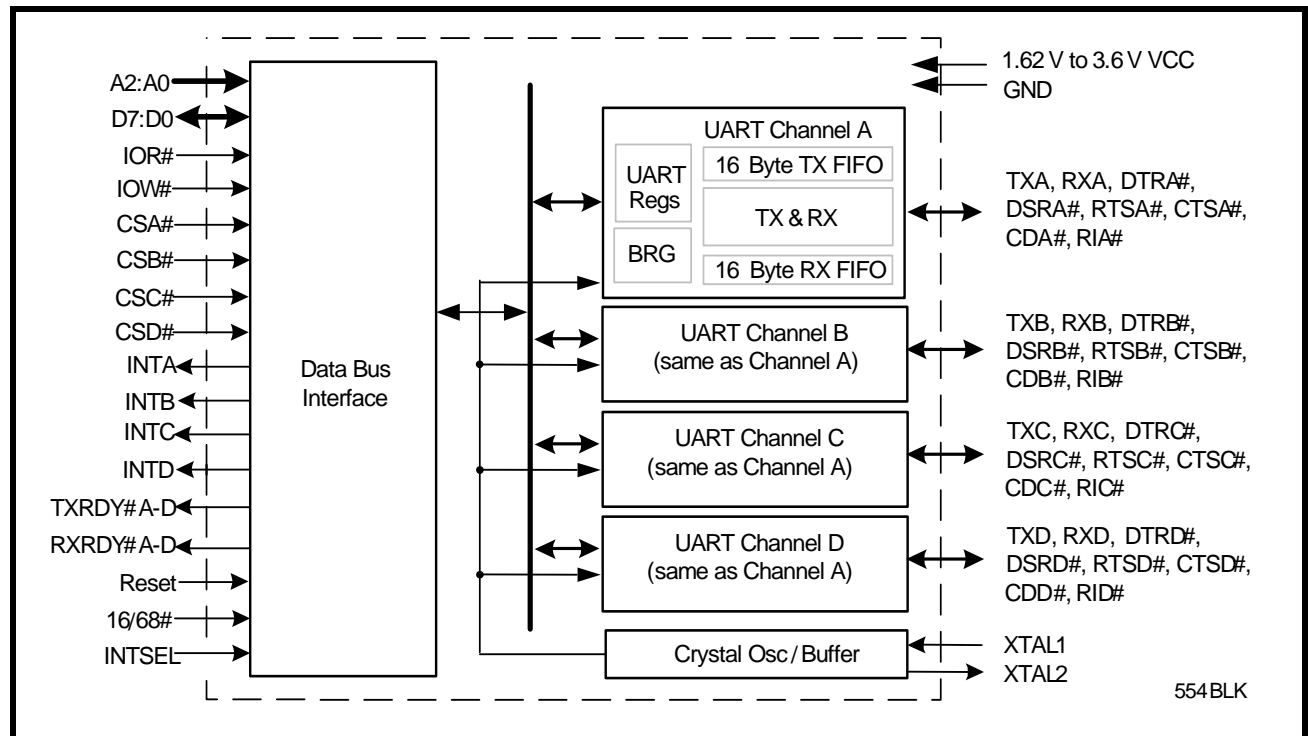 A2:A0
D7:D0
IOR#
IOW#
CSA#
CSB#
CSC#
CSD#
INTA
INTB
INTC
INTD
TXRDY# A-D
RXRDY# A-D
Reset
16/68#
INTSEL
Data Bus
Interface
UART Channel A
UART
Regs
BRG
16 Byte TX FIFO
TX & RX
16 Byte RX FIFO
UART Channel B
(same as Channel A)
UART Channel C
(same as Channel A)
UART Channel D
(same as Channel A)
Crystal Osc / Buffer
1.62 V to 3.6 V VCC
GND
TXA, RXA, DTRA#,
DSRA#, RTSA#, CTSA#,
CDA#, RIA#
TXB, RXB, DTRB#,
DSRB#, RTSB#, CTSB#,
CDB#, RIB#
TXC, RXC, DTRC#,
DSRC#, RTSC#, CTSC#,
CDC#, RIC#
TXD, RXD, DTRD#,
DSRD#, RTSD#, CTSD#,
CDD#, RID#
XTAL1
XTAL2
554 BLK